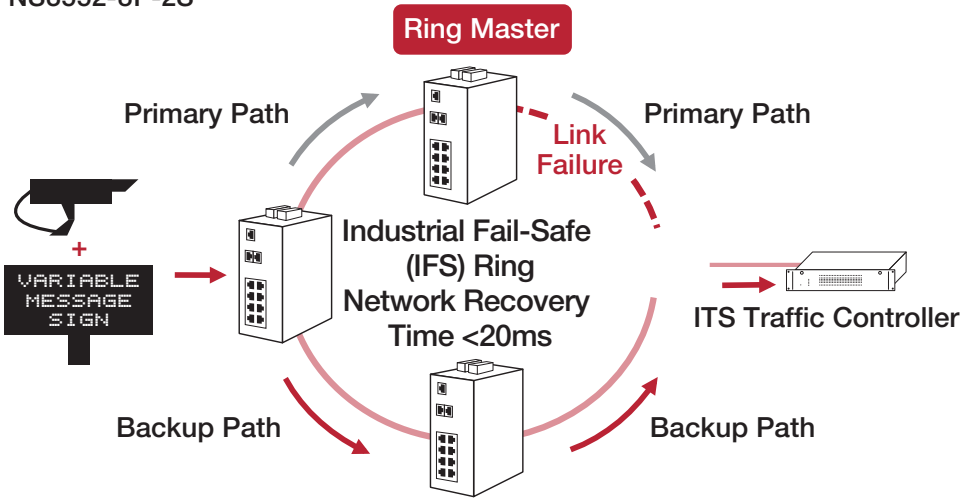 Ring Master
Primary Path
Primary Path
Link
Failure
+
VARIABLE
MESSAGE
SIGN
Industrial Fail-Safe
(IFS) Ring
Network Recovery
Time <20ms
ITS Traffic Controller
Backup Path
Backup Path